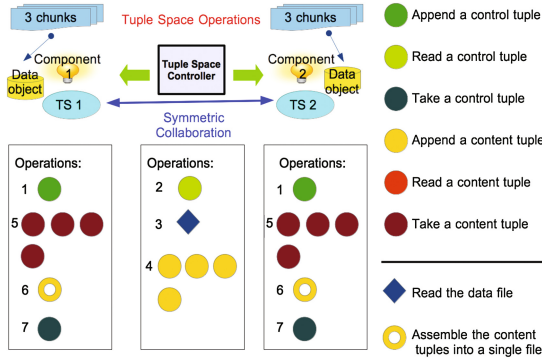 3 chunks
Tuple Space Operations
3 chunks
Component
1
Data
object
TS 1
Tuple Space
Controller
Component
2
Data
object
TS 2
Symmetric
Collaboration
Operations:
1
5
6
7
Operations:
2
3
4
Operations:
1
5
6
7
Append a control tuple
Read a control tuple
Take a control tuple
Append a content tuple
Read a content tuple
Take a content tuple
Read the data file
Assemble the content
tuples into a single file